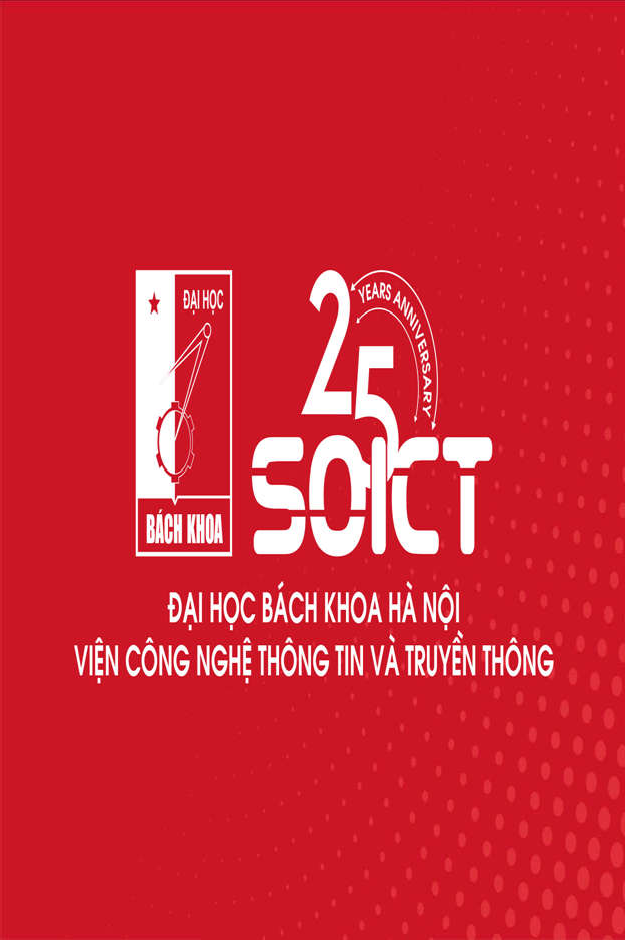 ĐẠI HỌC
BÁCH KHOA
25
YEARS ANNIVERSARY
SOICT
ĐẠI HỌC BÁCH KHOA HÀ NỘI
VIỆN CÔNG NGHỆ THÔNG TIN VÀ TRUYỀN THÔNG